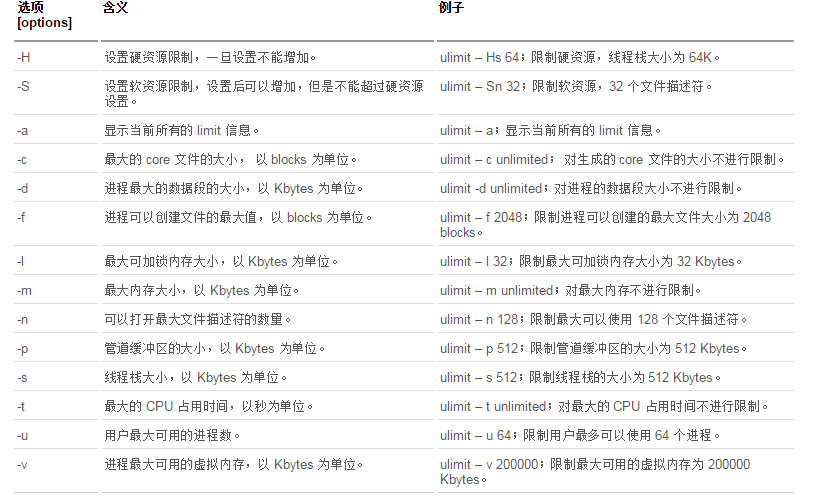 选项 含义 例子
[options]
-H 设置硬资源限制，一旦设置不能增加。 ulimit – Hs 64；限制硬资源，线程栈大小为 64K。
-S 设置软资源限制，设置后可以增加，但是不能超过硬资源 ulimit – Sn 32；限制软资源，32 个文件描述符。
设置。
-a 显示当前所有的 limit 信息。 ulimit – a；显示当前所有的 limit 信息。
-c 最大的 core 文件的大小， 以 blocks 为单位。 ulimit – c unlimited； 对生成的 core 文件的大小不进行限制。
-d 进程最大的数据段的大小，以 Kbytes 为单位。 ulimit -d unlimited；对进程的数据段大小不进行限制。
-f 进程可以创建文件的最大值，以 blocks 为单位。 ulimit – f 2048；限制进程可以创建的最大文件大小为 2048
blocks。
-l 最大可加锁内存大小，以 Kbytes 为单位。 ulimit – l 32；限制最大可加锁内存大小为 32 Kbytes。
-m 最大内存大小，以 Kbytes 为单位。 ulimit – m unlimited；对最大内存不进行限制。
-n 可以打开最大文件描述符的数量。 ulimit – n 128；限制最大可以使用 128 个文件描述符。
-p 管道缓冲区的大小，以 Kbytes 为单位。 ulimit – p 512；限制管道缓冲区的大小为 512 Kbytes。
-s 线程栈大小，以 Kbytes 为单位。 ulimit – s 512；限制线程栈的大小为 512 Kbytes。
-t 最大的 CPU 占用时间，以秒为单位。 ulimit – t unlimited；对最大的 CPU 占用时间不进行限制。
-u 用户最大可用的进程数。 ulimit – u 64；限制用户最多可以使用 64 个进程。
-v 进程最大可用的虚拟内存，以 Kbytes 为单位。 ulimit – v 200000；限制最大可用的虚拟内存为 200000
Kbytes。